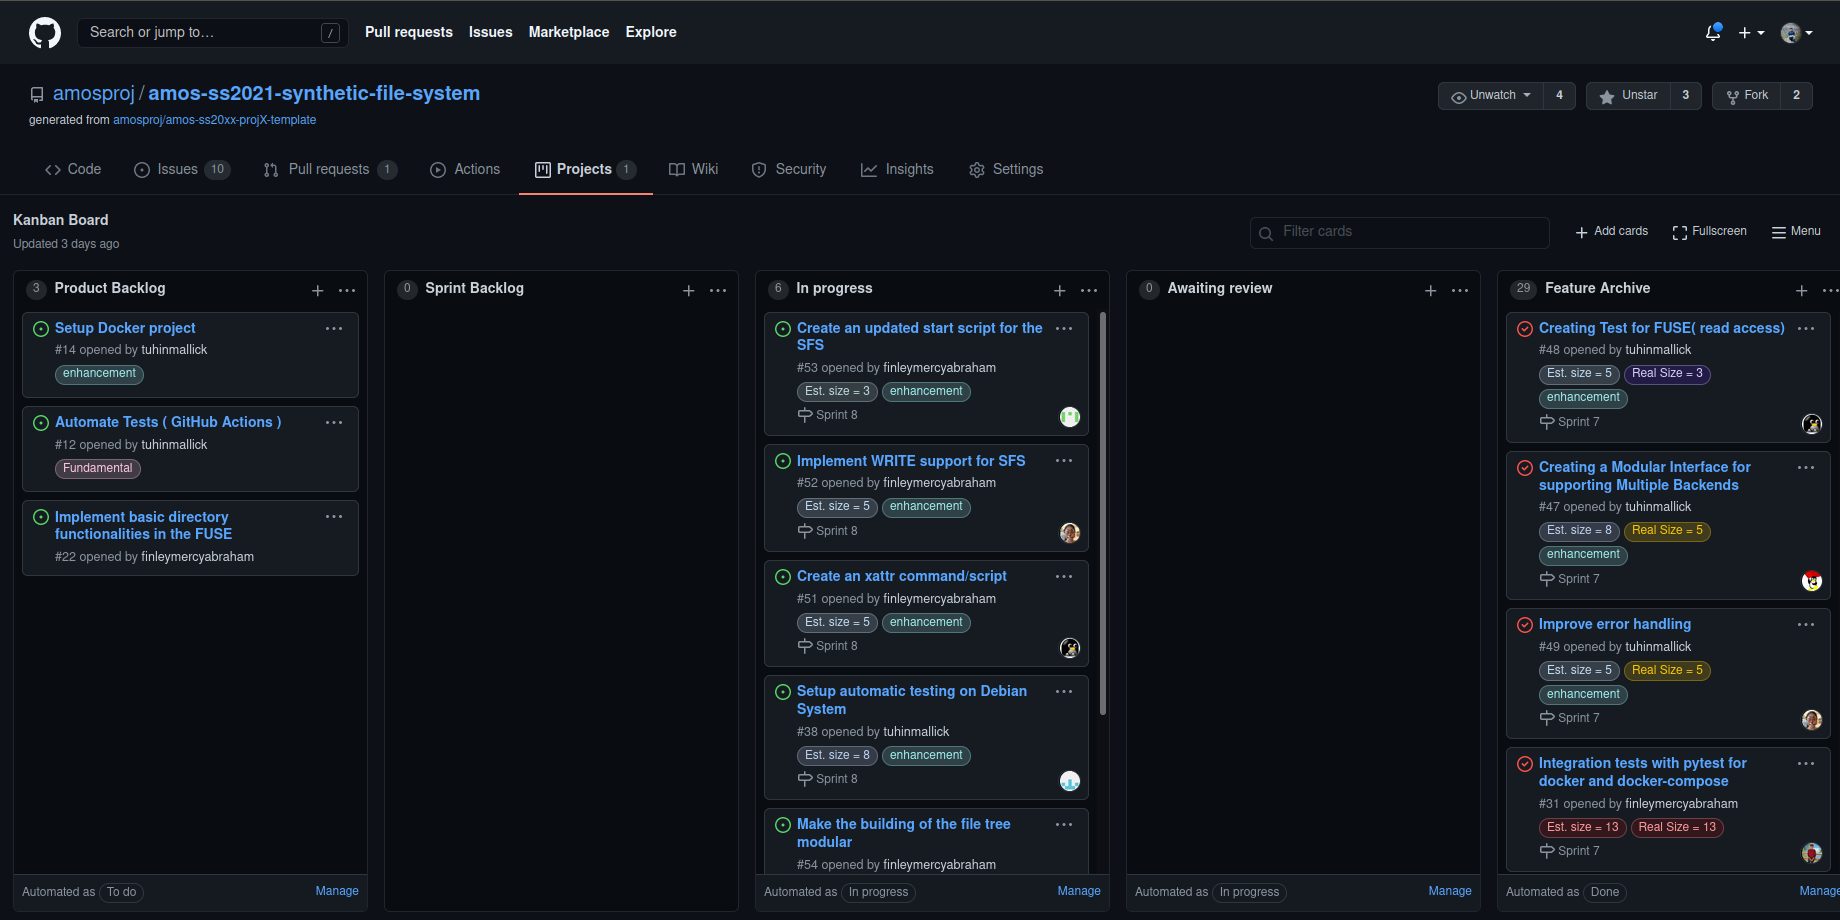 Search or jump to… /
Pull requests Issues Marketplace Explore
amosproj / amos-ss2021-synthetic-file-system
generated from amosproj/amos-ss20xx-projX-template
Unwatch 4 Unstar 3 Fork 2
Code Issues 10 Pull requests 1 Actions Projects 1 Wiki Security Insights Settings
Kanban Board
Updated 3 days ago
Filter cards
Add cards Fullscreen Menu
3 Product Backlog
Setup Docker project
#14 opened by tuhinmallick
enhancement
Automate Tests ( GitHub Actions )
#12 opened by tuhinmallick
Fundamental
Implement basic directory
functionalities in the FUSE
#22 opened by finleymercyabraham
Automated as To do Manage
0 Sprint Backlog
6 In progress
Create an updated start script for the
SFS
#53 opened by finleymercyabraham
Est. size = 3 enhancement
Sprint 8
Implement WRITE support for SFS
#52 opened by finleymercyabraham
Est. size = 5 enhancement
Sprint 8
Create an xattr command/script
#51 opened by finleymercyabraham
Est. size = 5 enhancement
Sprint 8
Setup automatic testing on Debian
System
#38 opened by tuhinmallick
Est. size = 8 enhancement
Sprint 8
Make the building of the file tree
modular
#54 opened by finleymercyabraham
Automated as In progress Manage
0 Awaiting review
Automated as In progress Manage
29 Feature Archive
Creating Test for FUSE( read access)
#48 opened by tuhinmallick
Est. size = 5 Real Size = 3
enhancement
Sprint 7
Creating a Modular Interface for
supporting Multiple Backends
#47 opened by tuhinmallick
Est. size = 8 Real Size = 5
enhancement
Sprint 7
Improve error handling
#49 opened by tuhinmallick
Est. size = 5 Real Size = 5
enhancement
Sprint 7
Integration tests with pytest for
docker and docker-compose
#31 opened by finleymercyabraham
Est. size = 13 Real Size = 13
Sprint 7
Automated as Done Manage